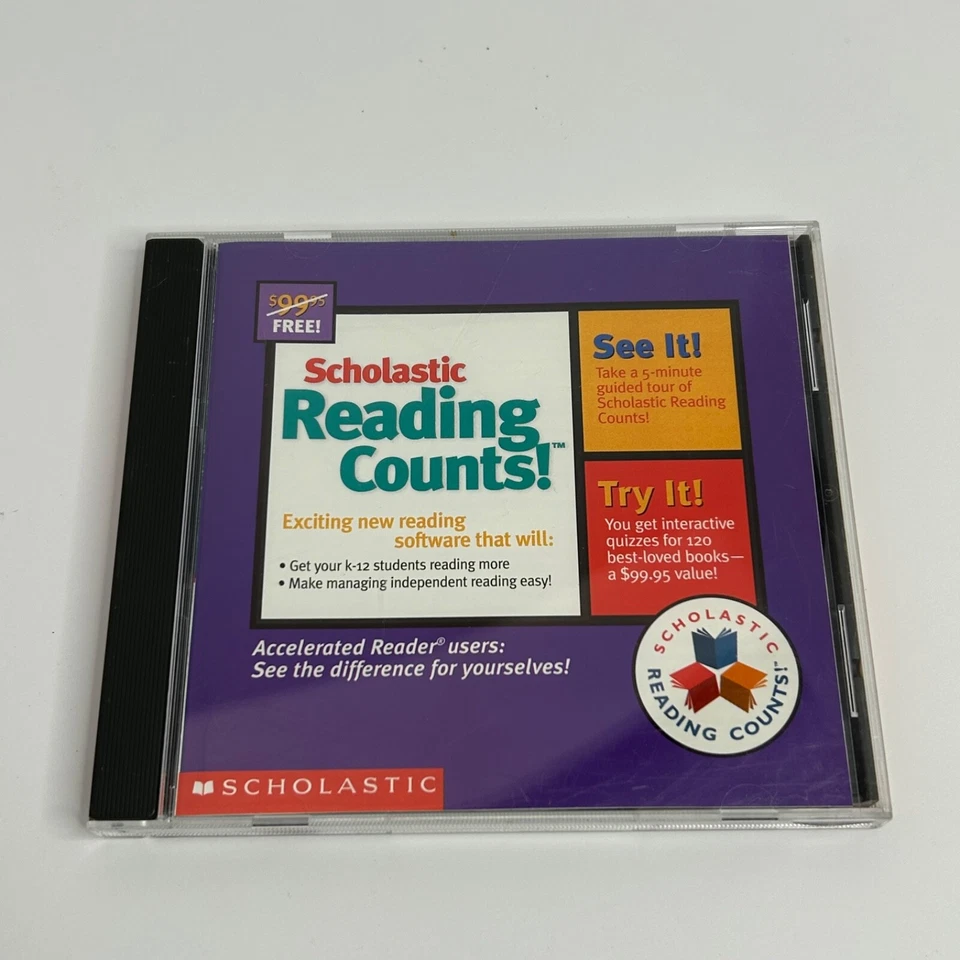 $99.95
FREE!
Scholastic
Reading
Counts!™
Exciting new reading
software that will:
• Get your k-12 students reading more
• Make managing independent reading easy!
See It!
Take a 5-minute
guided tour of
Scholastic Reading
Counts!
Try It!
You get interactive
quizzes for 120
best-loved books—
a $99.95 value!
Accelerated Reader® users:
See the difference for yourselves!
SCHOLASTIC
READING COUNTS!™
SCHOLASTIC